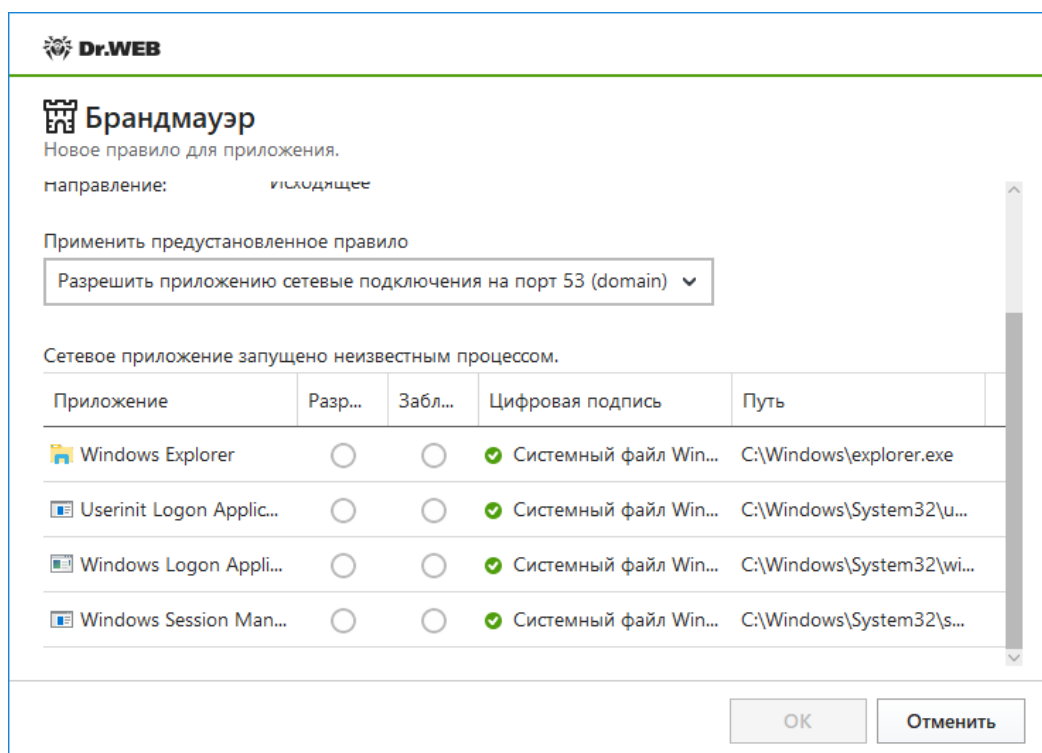 Dr.WEB
Брандмауэр
Новое правило для приложения.
Направление: Исходящее
Применить предустановленное правило
Разрешить приложению сетевые подключения на порт 53 (domain)
Сетевое приложение запущено неизвестным процессом.
Приложение Разр... Забл... Цифровая подпись Путь
Windows Explorer Системный файл Win... C:\Windows\explorer.exe
Userinit Logon Applic... Системный файл Win... C:\Windows\System32\u...
Windows Logon Appli... Системный файл Win... C:\Windows\System32\wi...
Windows Session Man... Системный файл Win... C:\Windows\System32\s...
OK Отменить